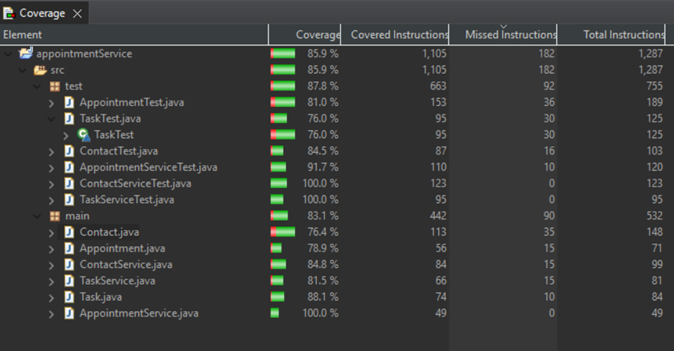 Coverage
Element Coverage Covered Instructions Missed Instructions Total Instructions
appointmentService 85.9 % 1,105 182 1,287
src 85.9 % 1,105 182 1,287
test 87.8 % 663 92 755
AppointmentTest.java 81.0 % 153 36 189
TaskTest.java 76.0 % 95 30 125
TaskTest 76.0 % 95 30 125
ContactTest.java 84.5 % 87 16 103
AppointmentServiceTest.java 91.7 % 110 10 120
ContactServiceTest.java 100.0 % 123 0 123
TaskServiceTest.java 100.0 % 95 0 95
main 83.1 % 442 90 532
Contact.java 76.4 % 113 35 148
Appointment.java 78.9 % 56 15 71
ContactService.java 84.8 % 84 15 99
TaskService.java 81.5 % 66 15 81
Task.java 88.1 % 74 10 84
AppointmentService.java 100.0 % 49 0 49